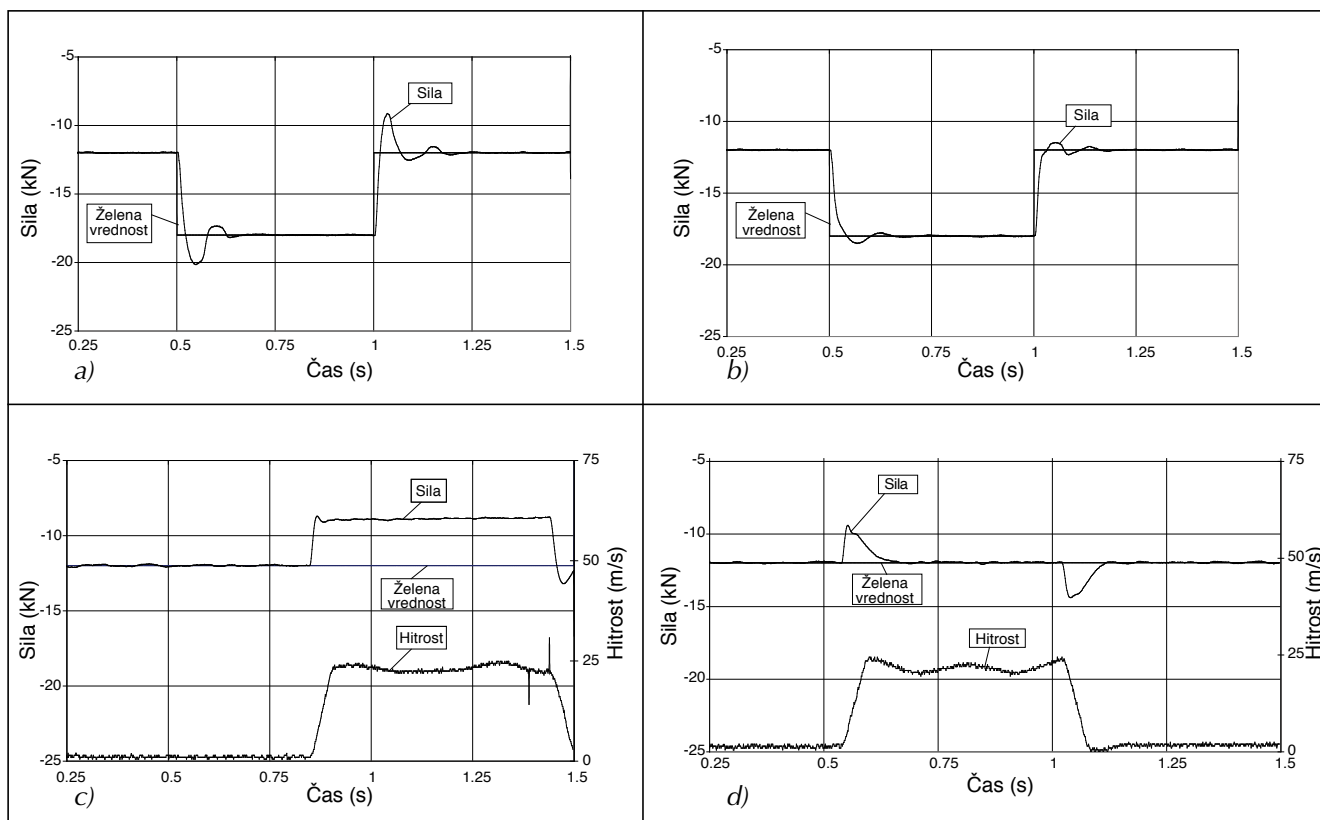 -5
-10
-15
-20
-25
Sila (kN)
Sila
Želena
vrednost
0.25 0.5 0.75 1 1.25 1.5
Čas (s)
a)
-5
-10
-15
-20
-25
Sila (kN)
Sila
Želena
vrednost
0.25 0.5 0.75 1 1.25 1.5
Čas (s)
b)
-5
-10
-15
-20
-25
Sila (kN)
Sila
Želena
vrednost
Hitrost
75
50
25
0
Hitrost (m/s)
0.25 0.5 0.75 1 1.25 1.5
Čas (s)
c)
-5
-10
-15
-20
-25
Sila (kN)
Sila
Želena
vrednost
Hitrost
75
50
25
0
Hitrost (m/s)
0.25 0.5 0.75 1 1.25 1.5
Čas (s)
d)